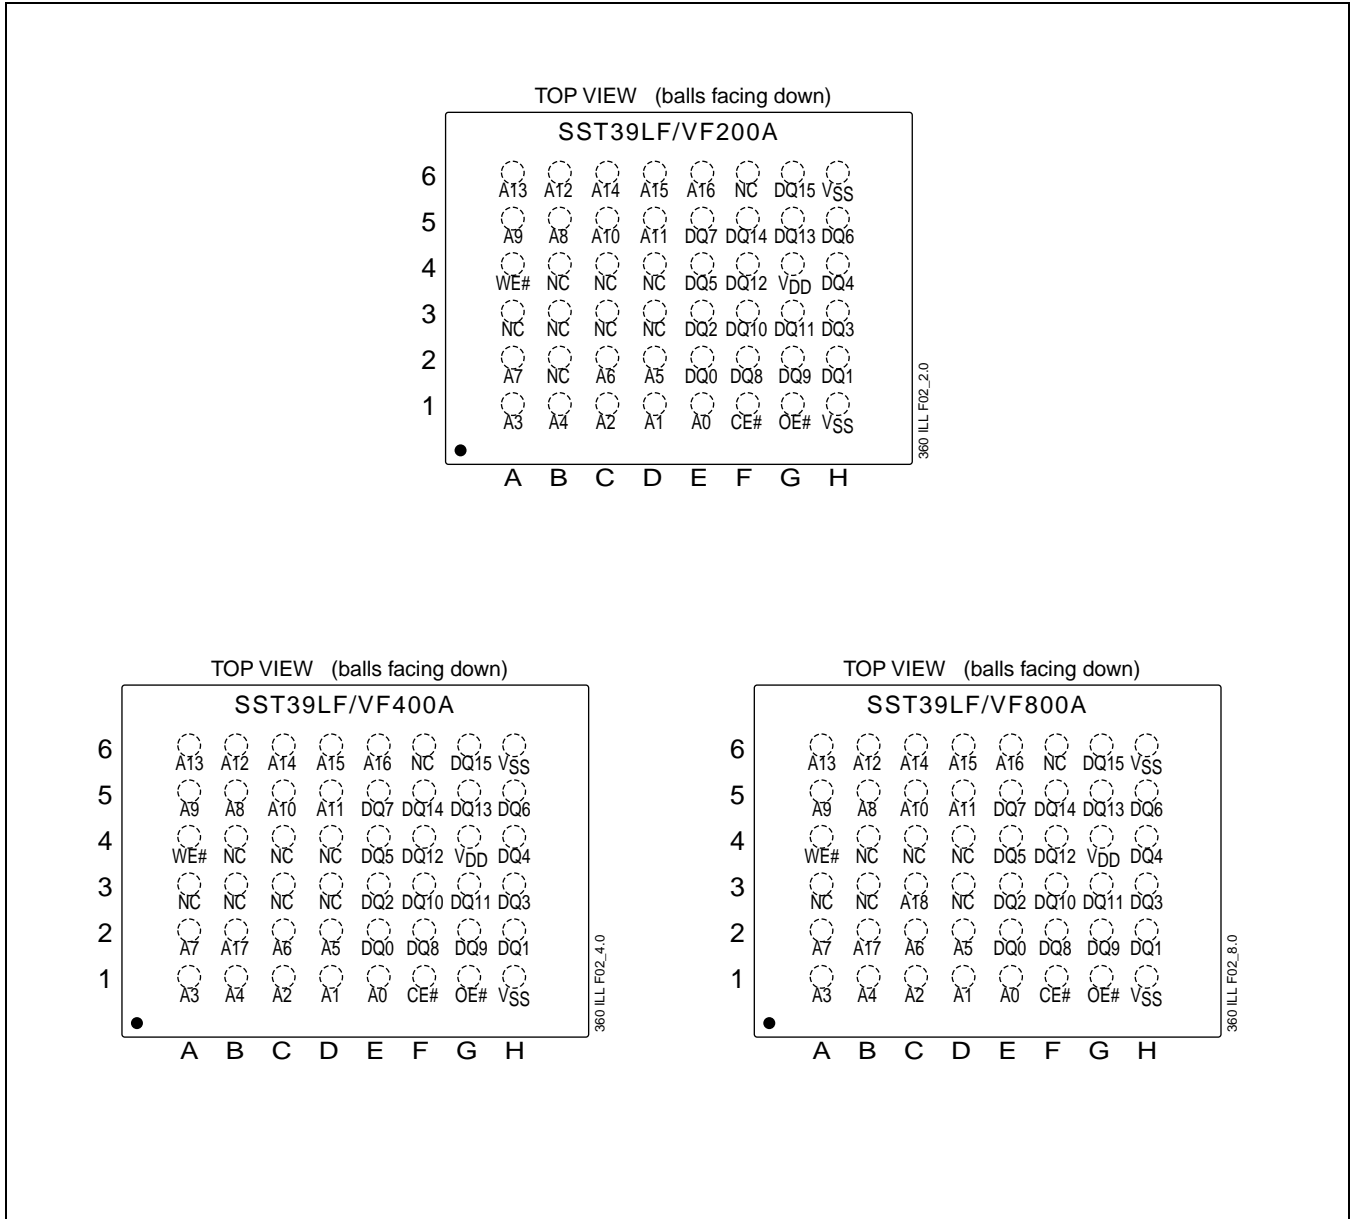 TOP VIEW (balls facing down)
SST39LF/VF200A
6 A13 A12 A14 A15 A16 NC DQ15 VSS
5 A9 A8 A10 A11 DQ7 DQ14 DQ13 DQ6
4 WE# NC NC NC DQ5 DQ12 VDD DQ4
3 NC NC NC NC DQ2 DQ10 DQ11 DQ3
2 A7 NC A6 A5 DQ0 DQ8 DQ9 DQ1
1 A3 A4 A2 A1 A0 CE# OE# VSS
A B C D E F G H
360 ILL F02_2.0
TOP VIEW (balls facing down)
SST39LF/VF400A
6 A13 A12 A14 A15 A16 NC DQ15 VSS
5 A9 A8 A10 A11 DQ7 DQ14 DQ13 DQ6
4 WE# NC NC NC DQ5 DQ12 VDD DQ4
3 NC NC NC NC DQ2 DQ10 DQ11 DQ3
2 A7 A17 A6 A5 DQ0 DQ8 DQ9 DQ1
1 A3 A4 A2 A1 A0 CE# OE# VSS
A B C D E F G H
360 ILL F02_4.0
TOP VIEW (balls facing down)
SST39LF/VF800A
6 A13 A12 A14 A15 A16 NC DQ15 VSS
5 A9 A8 A10 A11 DQ7 DQ14 DQ13 DQ6
4 WE# NC NC NC DQ5 DQ12 VDD DQ4
3 NC NC A18 NC DQ2 DQ10 DQ11 DQ3
2 A7 A17 A6 A5 DQ0 DQ8 DQ9 DQ1
1 A3 A4 A2 A1 A0 CE# OE# VSS
A B C D E F G H
360 ILL F02_8.0